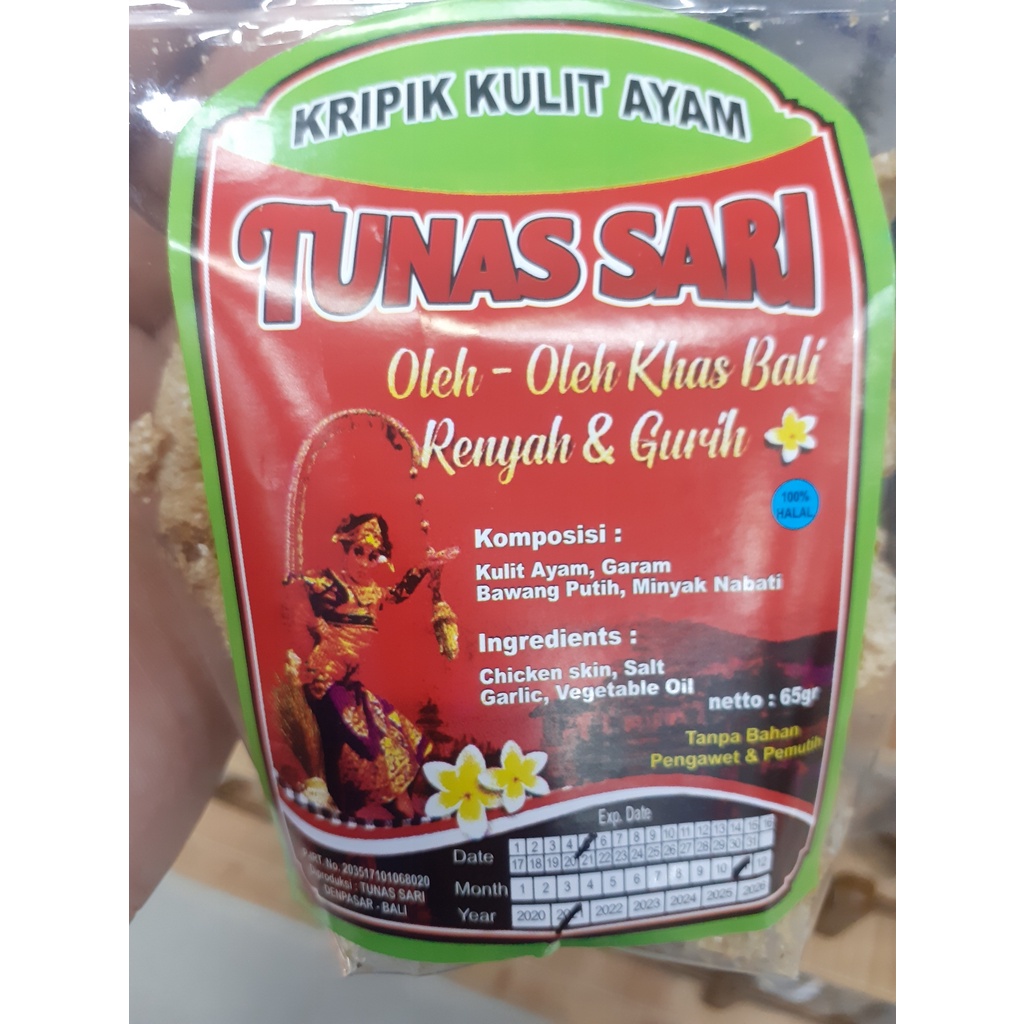 KRIPIK KULIT AYAM
TUNAS SARI
Oleh - Oleh Khas Bali
Renyah & Gurih
100%
HALAL
Komposisi :
Kulit Ayam, Garam
Bawang Putih, Minyak Nabati
Ingredients :
Chicken skin, Salt
Garlic, Vegetable Oil
netto : 65gr
Tanpa Bahan
Pengawet & Pemutih
Exp. Date
Date 1 2 3 4 6 7 8 9 10 11 12 13 14 15 16
17 18 19 20 21 22 23 24 25 26 27 28 29 30 31
Month 1 2 3 4 5 6 7 8 9 10 12
Year 2020 2021 2022 2023 2024 2025 2026
P.IRT. No. 203517101068020
Diproduksi : TUNAS SARI
DENPASAR - BALI